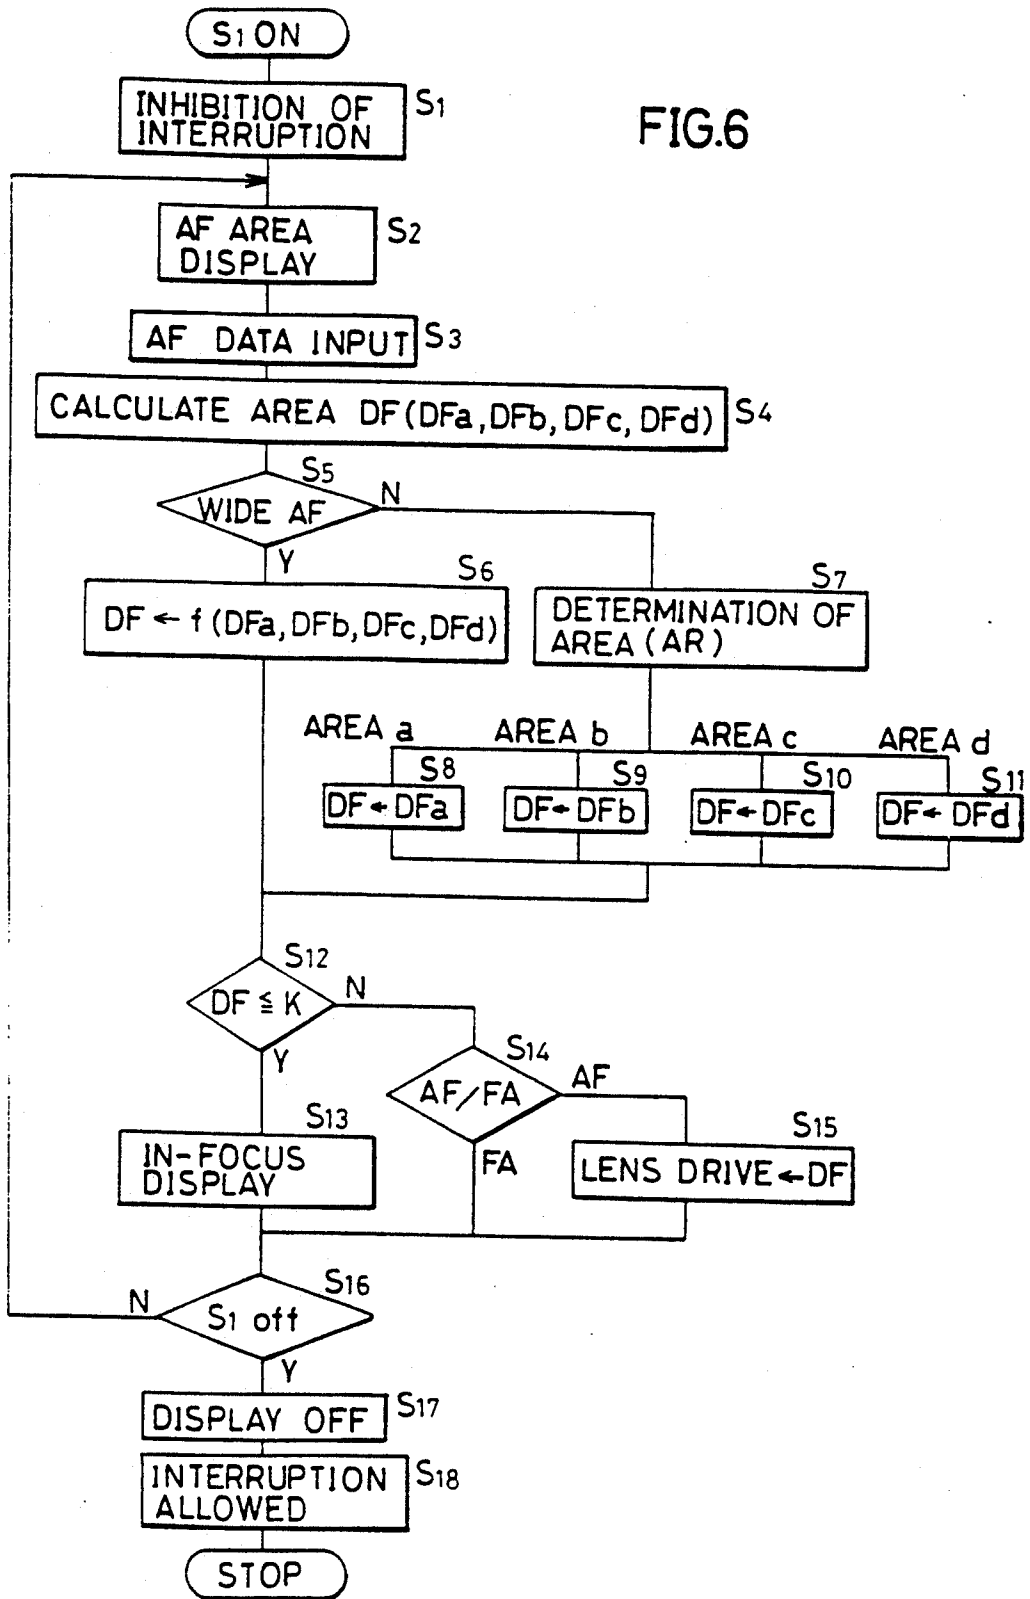 S1 ON
FIG.6
INHIBITION OF
INTERRUPTION
S1
AF AREA
DISPLAY
S2
AF DATA INPUT
S3
CALCULATE AREA DF(DFa,DFb,DFc,DFd)
S4
S5
WIDE AF
N
Y
S6
DF ← f(DFa,DFb,DFc,DFd)
S7
DETERMINATION OF
AREA(AR)
AREA a
AREA b
AREA c
AREA d
S8
S9
S10
S11
DF ← DFa
DF ← DFb
DF ← DFc
DF ← DFd
S12
DF ≦ K
N
Y
S14
AF/FA
AF
FA
S13
IN-FOCUS
DISPLAY
S15
LENS DRIVE ← DF
S16
S1 off
N
Y
DISPLAY OFF
S17
INTERRUPTION
ALLOWED
S18
STOP